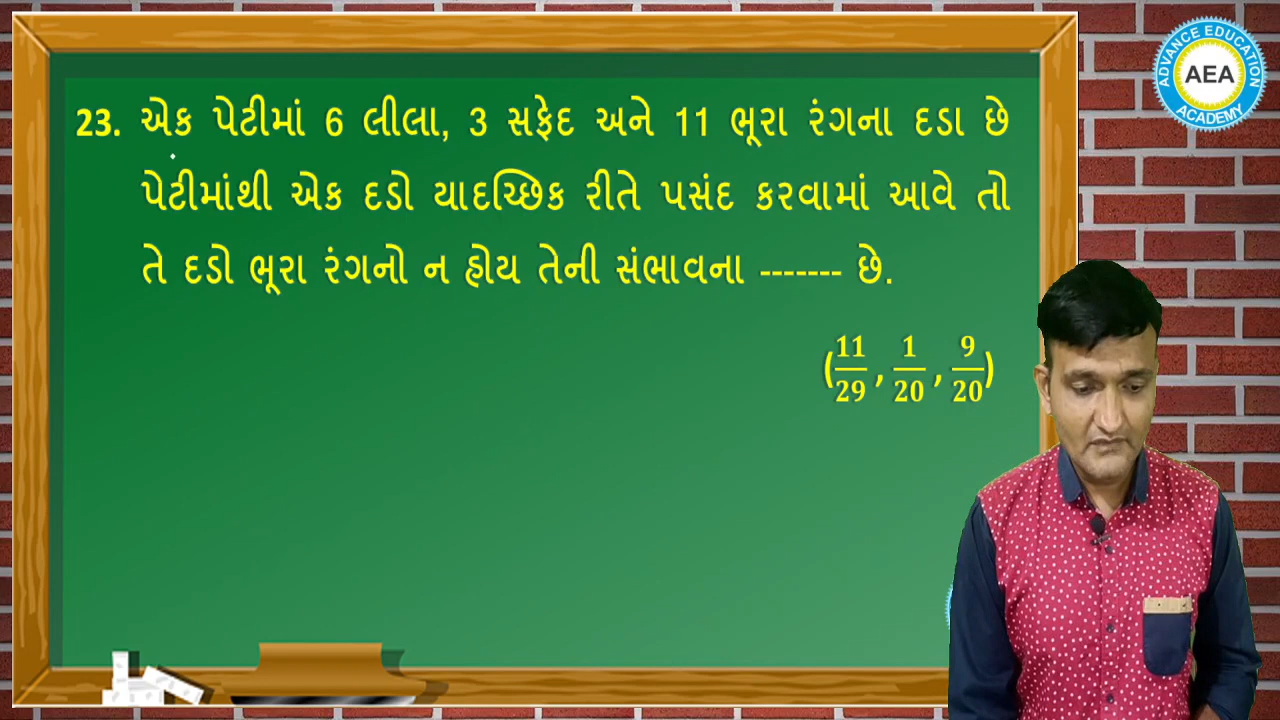 23. એક પેટીમાં 6 લીલા, 3 સફેદ અને 11 ભૂરા રંગના દડા છે
પેટીમાંથી એક દડો યાદચ્છિક રીતે પસંદ કરવામાં આવે તો
તે દડો ભૂરા રંગનો ન હોય તેની સંભાવના ------- છે.
(11/29 , 1/20 , 9/20)
ADVANCE EDUCATION
AEA
ACADEMY